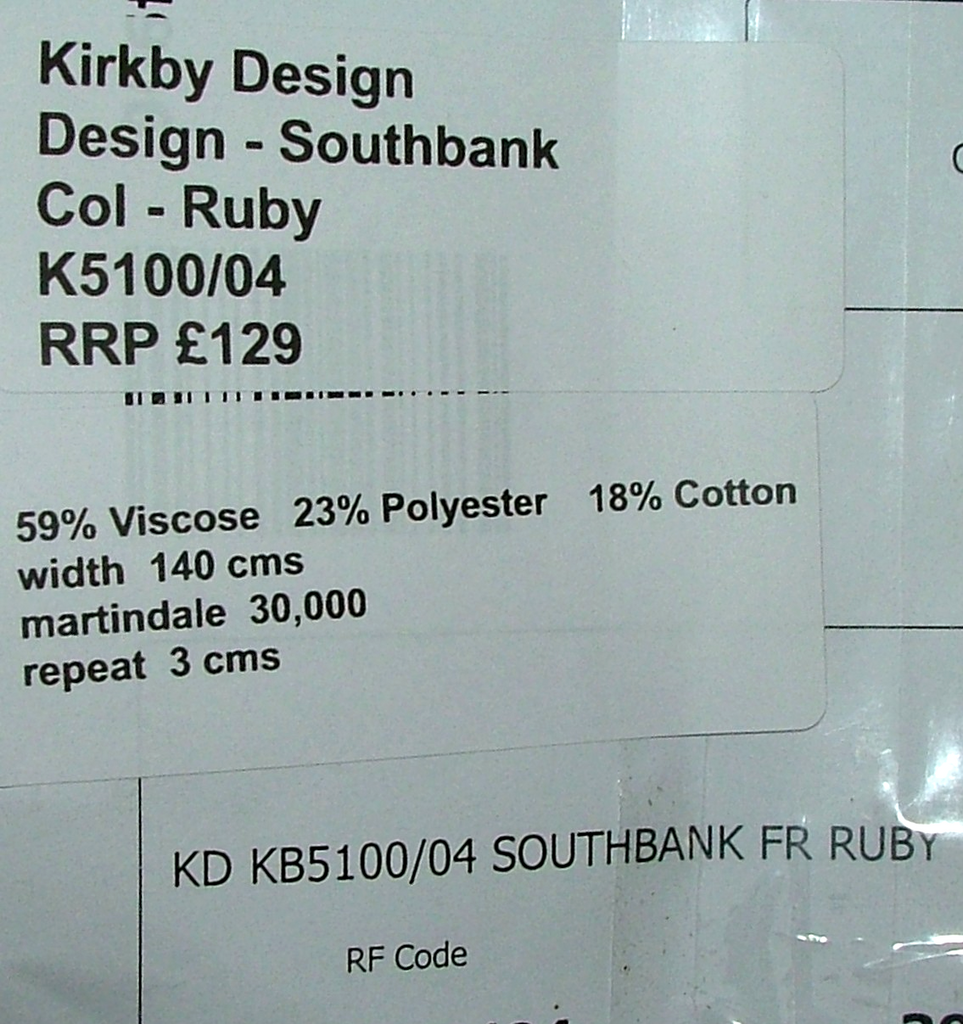 Kirkby Design
Design - Southbank
Col - Ruby
K5100/04
RRP £129
59% Viscose 23% Polyester 18% Cotton
width 140 cms
martindale 30,000
repeat 3 cms
KD KB5100/04 SOUTHBANK FR RUBY
RF Code